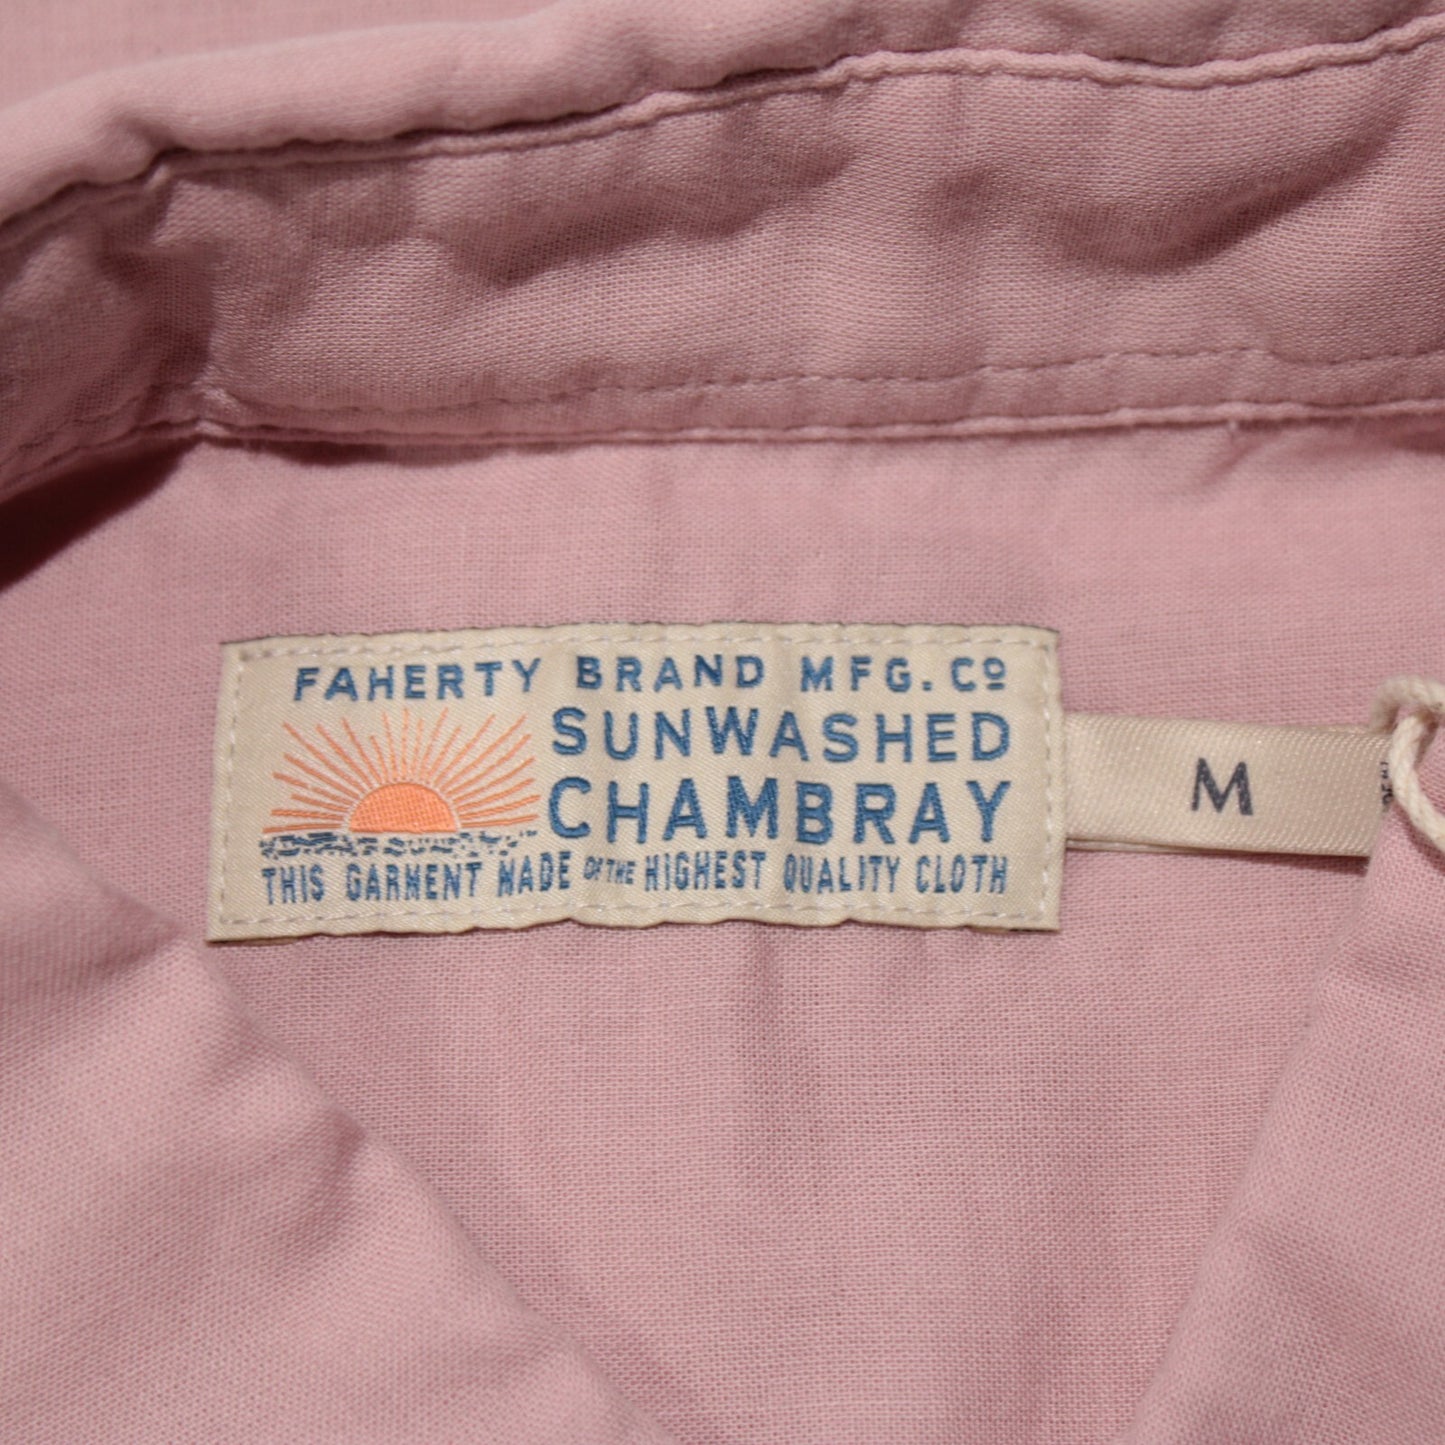 FAHERTY BRAND MFG. Cº
SUNWASHED
CHAMBRAY
THIS GARMENT MADE OF THE HIGHEST QUALITY CLOTH
M